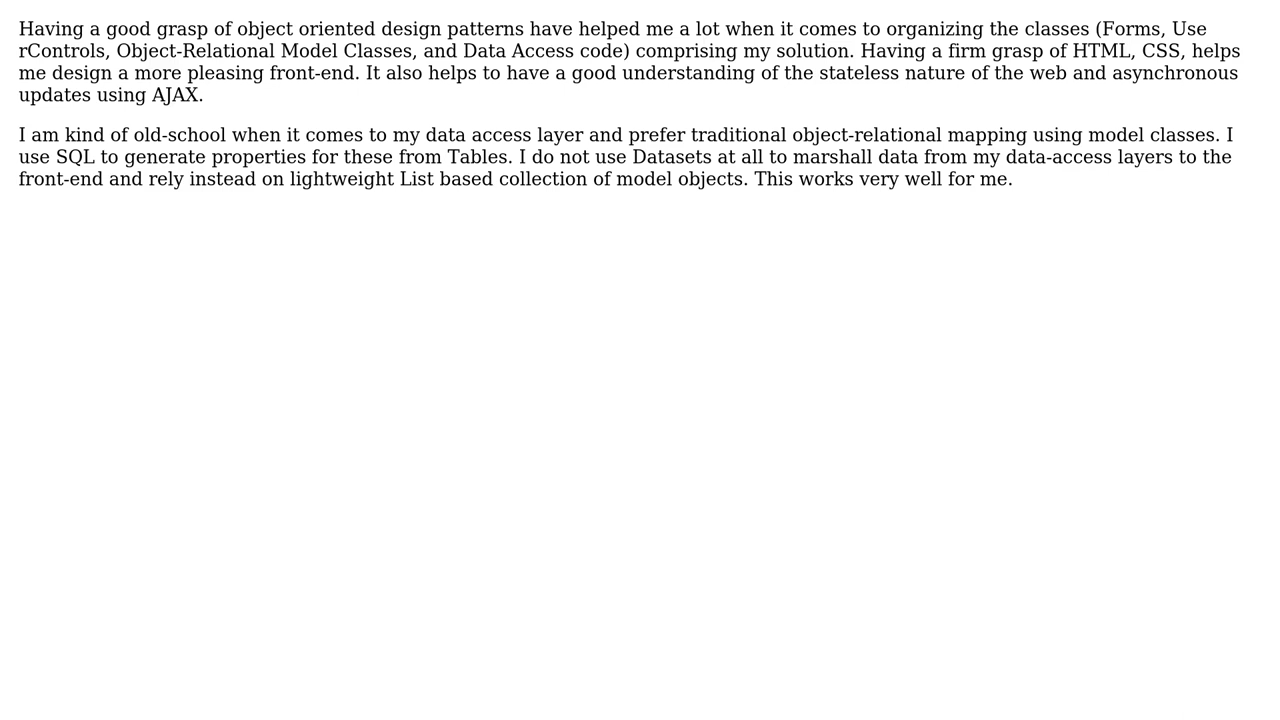 Having a good grasp of object oriented design patterns have helped me a lot when it comes to organizing the classes (Forms, Use
rControls, Object-Relational Model Classes, and Data Access code) comprising my solution. Having a firm grasp of HTML, CSS, helps
me design a more pleasing front-end. It also helps to have a good understanding of the stateless nature of the web and asynchronous
updates using AJAX.
I am kind of old-school when it comes to my data access layer and prefer traditional object-relational mapping using model classes. I
use SQL to generate properties for these from Tables. I do not use Datasets at all to marshall data from my data-access layers to the
front-end and rely instead on lightweight List based collection of model objects. This works very well for me.